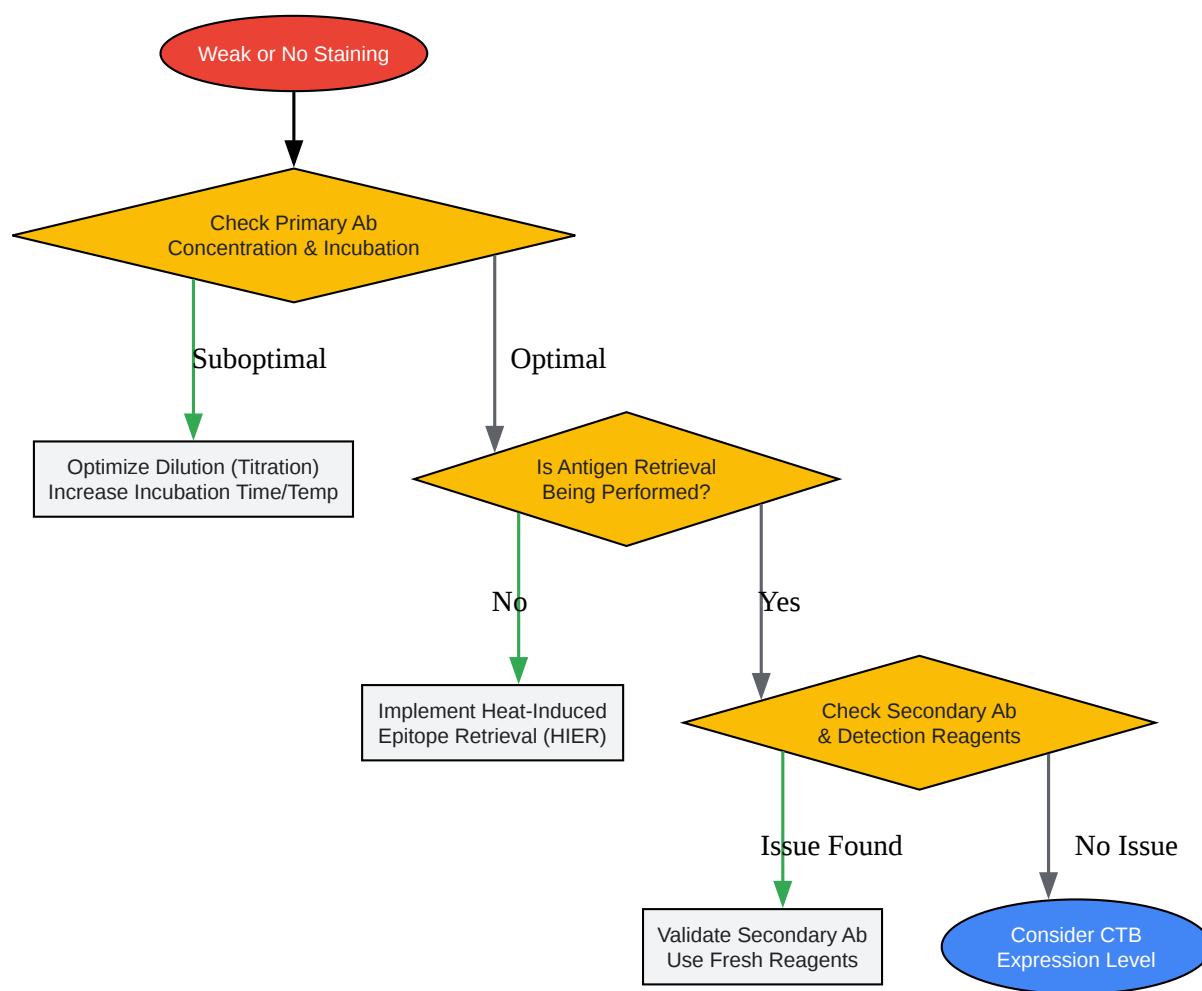 Weak or No Staining
Check Primary Ab
Concentration & Incubation
Suboptimal
Optimal
Optimize Dilution (Titration)
Increase Incubation Time/Temp
Is Antigen Retrieval
Being Performed?
No
Yes
Implement Heat-Induced
Epitope Retrieval (HIER)
Check Secondary Ab
& Detection Reagents
Issue Found
No Issue
Validate Secondary Ab
Use Fresh Reagents
Consider CTB
Expression Level